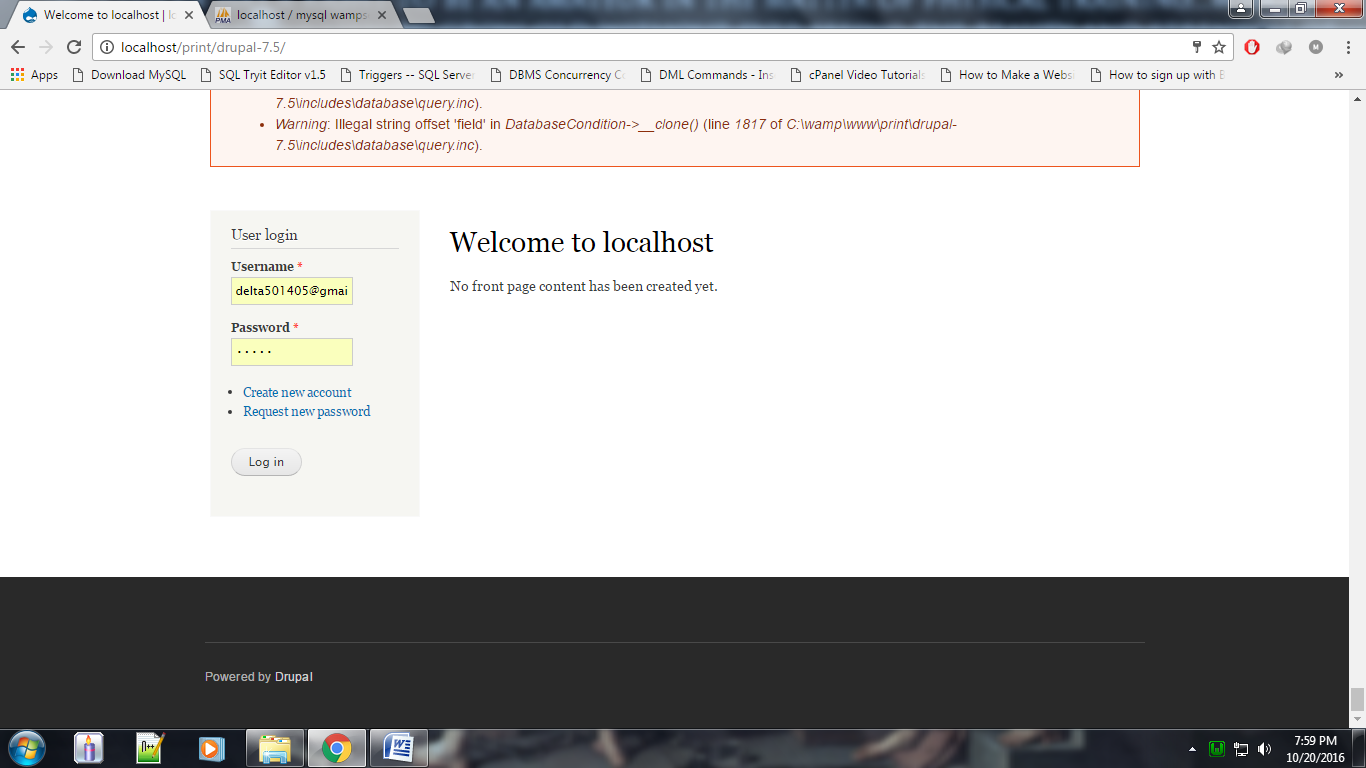 Welcome to localhost | lo
localhost / mysql wampse
localhost/print/drupal-7.5/
Apps
Download MySQL
SQL Tryit Editor v1.5
Triggers -- SQL Server
DBMS Concurrency Co
DML Commands - Ins
cPanel Video Tutorials
How to Make a Webs
How to sign up with B
7.5\includes\database\query.inc).
• Warning: Illegal string offset 'field' in DatabaseCondition->__clone() (line 1817 of C:\wamp\www\print\drupal-
7.5\includes\database\query.inc).
User login
Username *
delta501405@gmai
Password *
• Create new account
• Request new password
Log in
Welcome to localhost
No front page content has been created yet.
Powered by Drupal
7:59 PM
10/20/2016